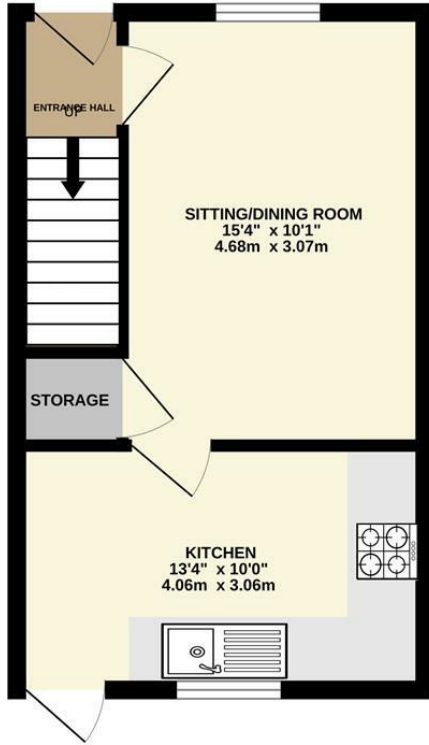 ENTRANCE HALL
UP
SITTING/DINING ROOM
15'4" x 10'1"
4.68m x 3.07m
STORAGE
KITCHEN
13'4" x 10'0"
4.06m x 3.06m